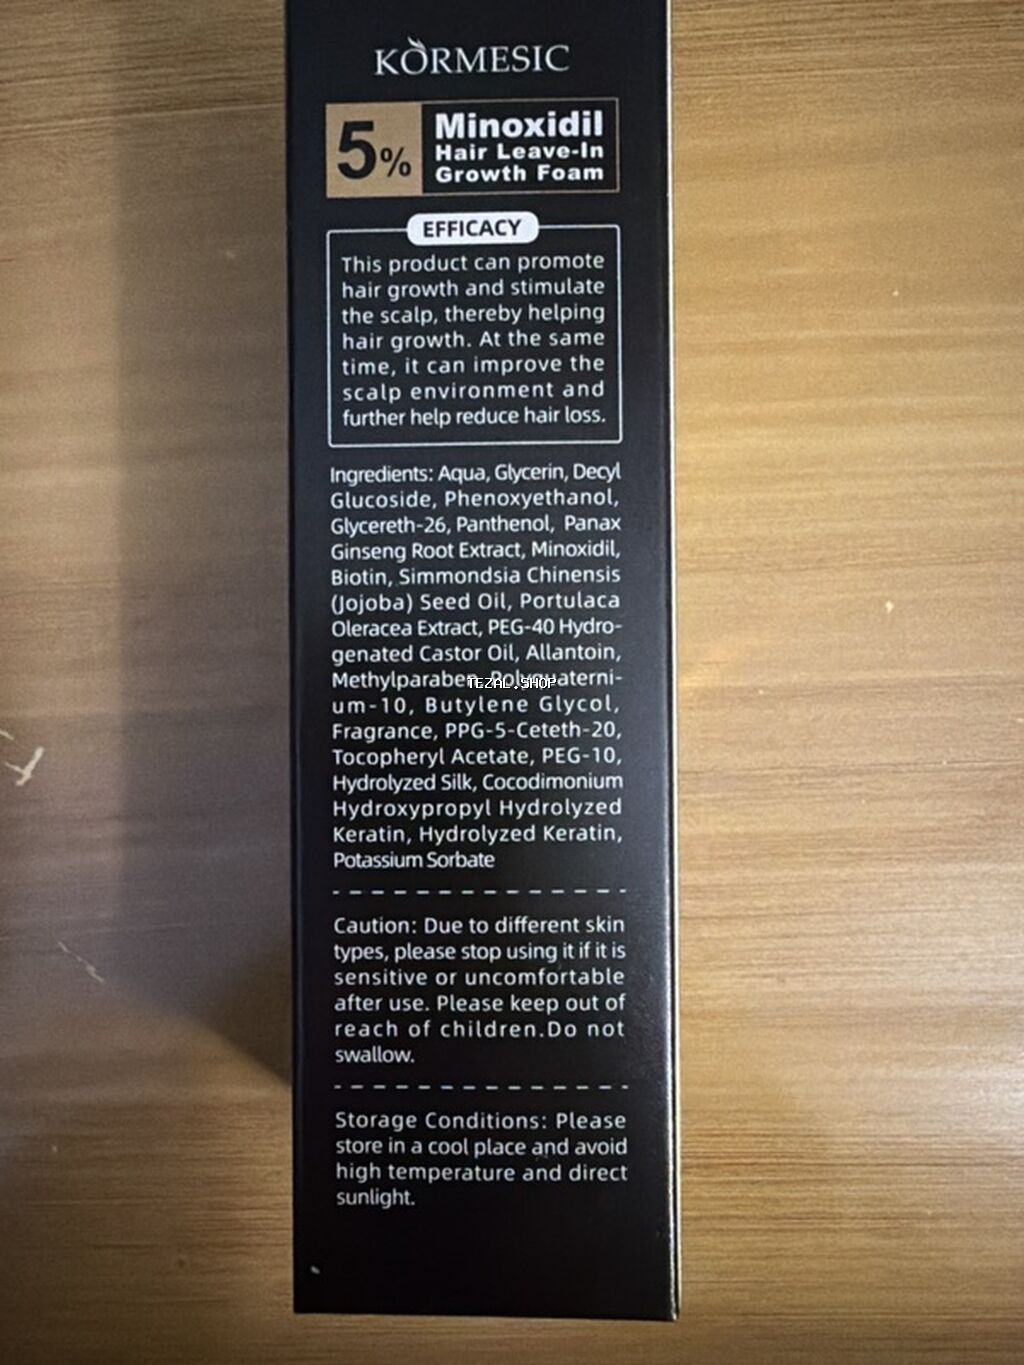 KORMESIC
5%
Minoxidil
Hair Leave-In
Growth Foam
EFFICACY
This product can promote
hair growth and stimulate
the scalp, thereby helping
hair growth. At the same
time, it can improve the
scalp environment and
further help reduce hair loss.
Ingredients: Aqua, Glycerin, Decyl
Glucoside, Phenoxyethanol,
Glycereth-26, Panthenol, Panax
Ginseng Root Extract, Minoxidil,
Biotin, Simmondsia Chinensis
(Jojoba) Seed Oil, Portulaca
Oleracea Extract, PEG-40 Hydro-
genated Castor Oil, Allantoin,
Methylparaben, Polyquaterni-
TEZAL.SHOP
um-10, Butylene Glycol,
Fragrance, PPG-5-Ceteth-20,
Tocopheryl Acetate, PEG-10,
Hydrolyzed Silk, Cocodimonium
Hydroxypropyl Hydrolyzed
Keratin, Hydrolyzed Keratin,
Potassium Sorbate
Caution: Due to different skin
types, please stop using it if it is
sensitive or uncomfortable
after use. Please keep out of
reach of children.Do not
swallow.
Storage Conditions: Please
store in a cool place and avoid
high temperature and direct
sunlight.